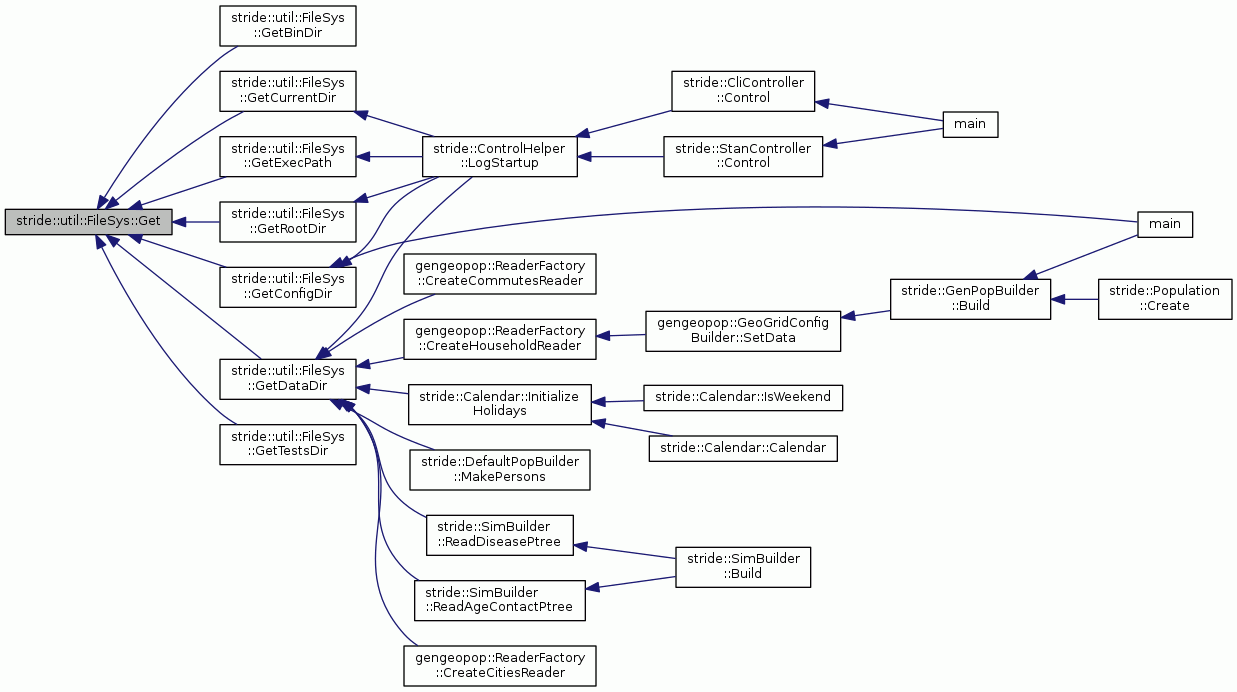 stride::util::FileSys
::GetBinDir
stride::util::FileSys
::GetCurrentDir
stride::CliController
::Control
main
stride::util::FileSys
::GetExecPath
stride::ControlHelper
::LogStartup
stride::StanController
::Control
stride::util::FileSys::Get
stride::util::FileSys
::GetRootDir
main
stride::util::FileSys
::GetConfigDir
gengeopop::ReaderFactory
::CreateCommutesReader
stride::GenPopBuilder
::Build
stride::Population
::Create
gengeopop::ReaderFactory
::CreateHouseholdReader
gengeopop::GeoGridConfig
Builder::SetData
stride::util::FileSys
::GetDataDir
stride::Calendar::Initialize
Holidays
stride::Calendar::IsWeekend
stride::Calendar::Calendar
stride::util::FileSys
::GetTestsDir
stride::DefaultPopBuilder
::MakePersons
stride::SimBuilder
::ReadDiseasePtree
stride::SimBuilder
::Build
stride::SimBuilder
::ReadAgeContactPtree
gengeopop::ReaderFactory
::CreateCitiesReader